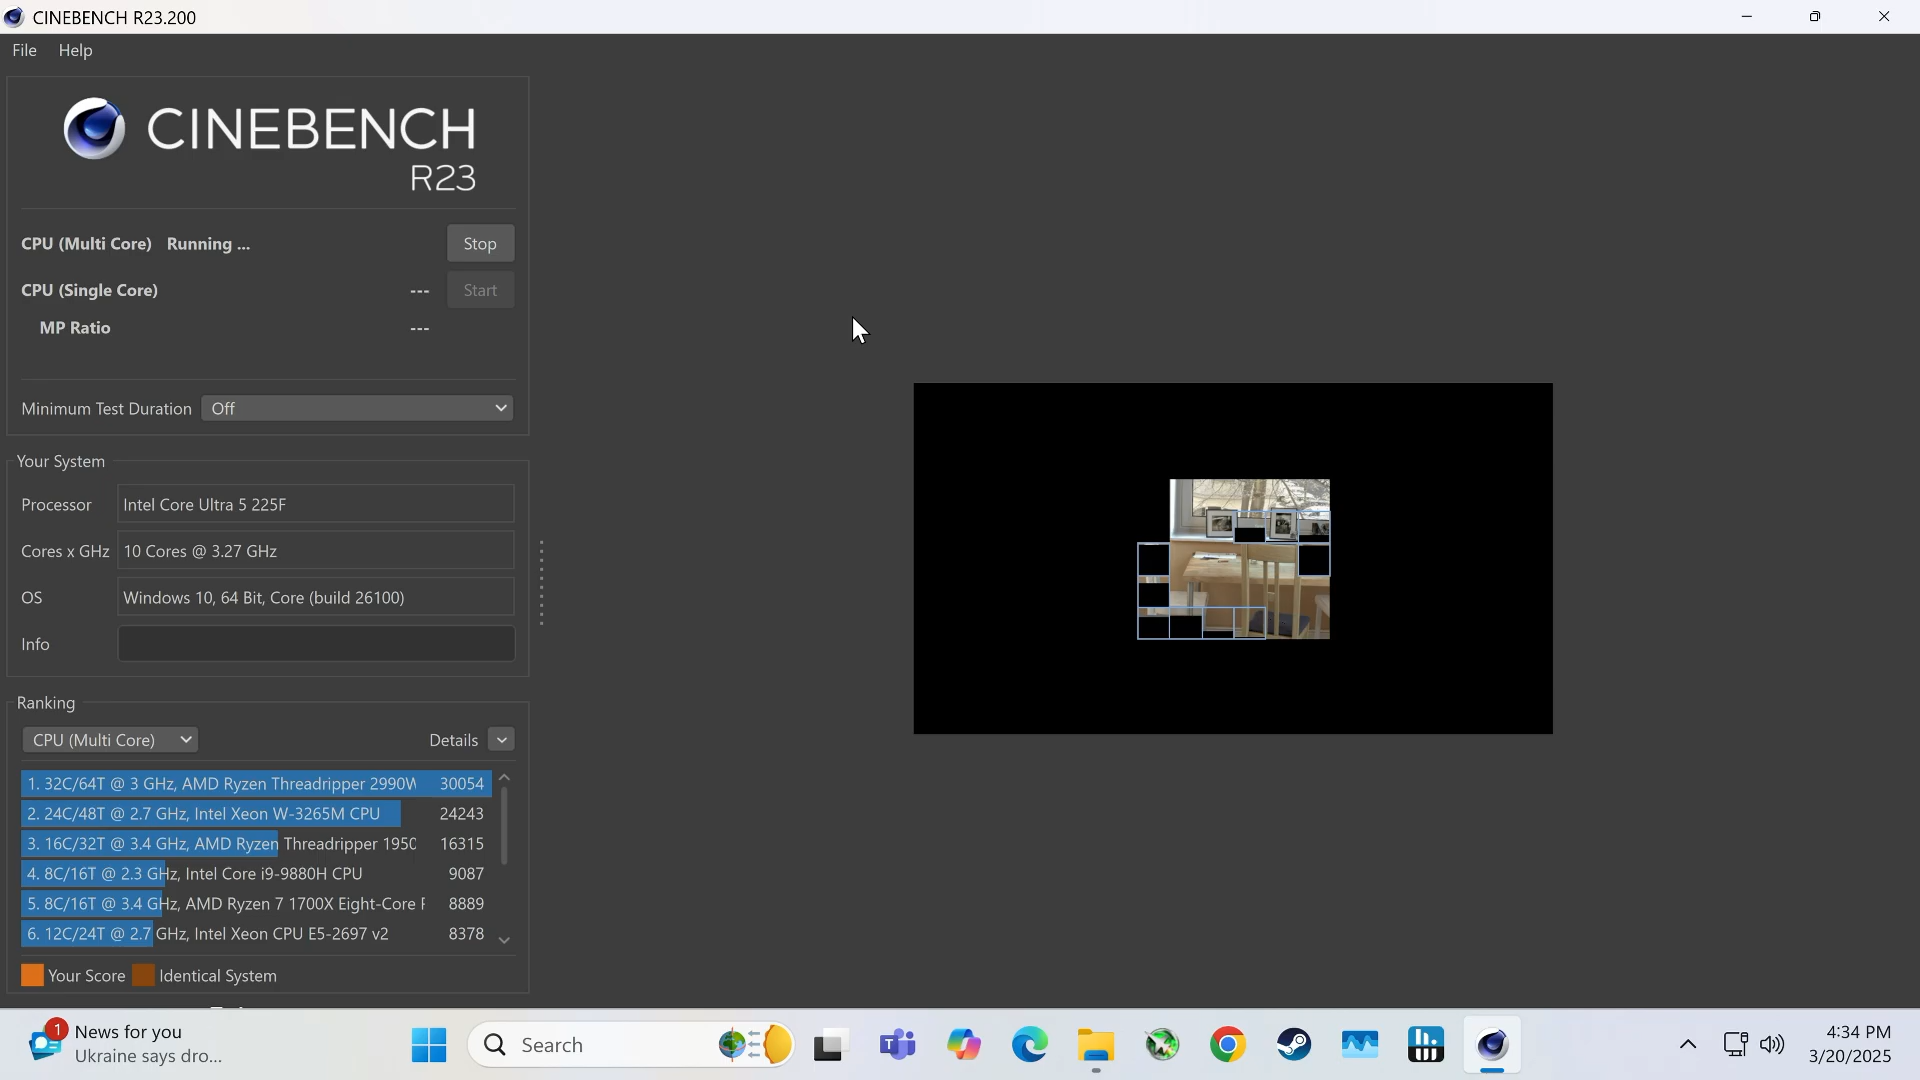 CINEBENCH R23.200
File Help
CINEBENCH
R23
CPU (Multi Core) Running ... Stop
CPU (Single Core) --- Start
MP Ratio ---
Minimum Test Duration Off
Your System
Processor Intel Core Ultra 5 225F
Cores x GHz 10 Cores @ 3.27 GHz
OS Windows 10, 64 Bit, Core (build 26100)
Info
Ranking
CPU (Multi Core) Details
1. 32C/64T @ 3 GHz, AMD Ryzen Threadripper 2990W 30054
2. 24C/48T @ 2.7 GHz, Intel Xeon W-3265M CPU 24243
3. 16C/32T @ 3.4 GHz, AMD Ryzen Threadripper 1950 16315
4. 8C/16T @ 2.3 GHz, Intel Core i9-9880H CPU 9087
5. 8C/16T @ 3.4 GHz, AMD Ryzen 7 1700X Eight-Core 8889
6. 12C/24T @ 2.7 GHz, Intel Xeon CPU E5-2697 v2 8378
Your Score Identical System
1 News for you
Ukraine says dro...
Search
4:34 PM
3/20/2025